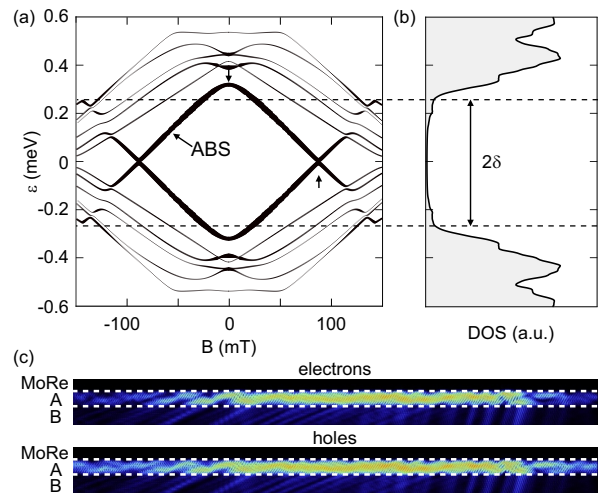 (a)
(b)
0.6
0.4
0.2
0
-0.2
-0.4
-0.6
ε (meV)
ABS
2δ
-100
0
100
B (mT)
DOS (a.u.)
(c)
electrons
MoRe
A
B
holes
MoRe
A
B